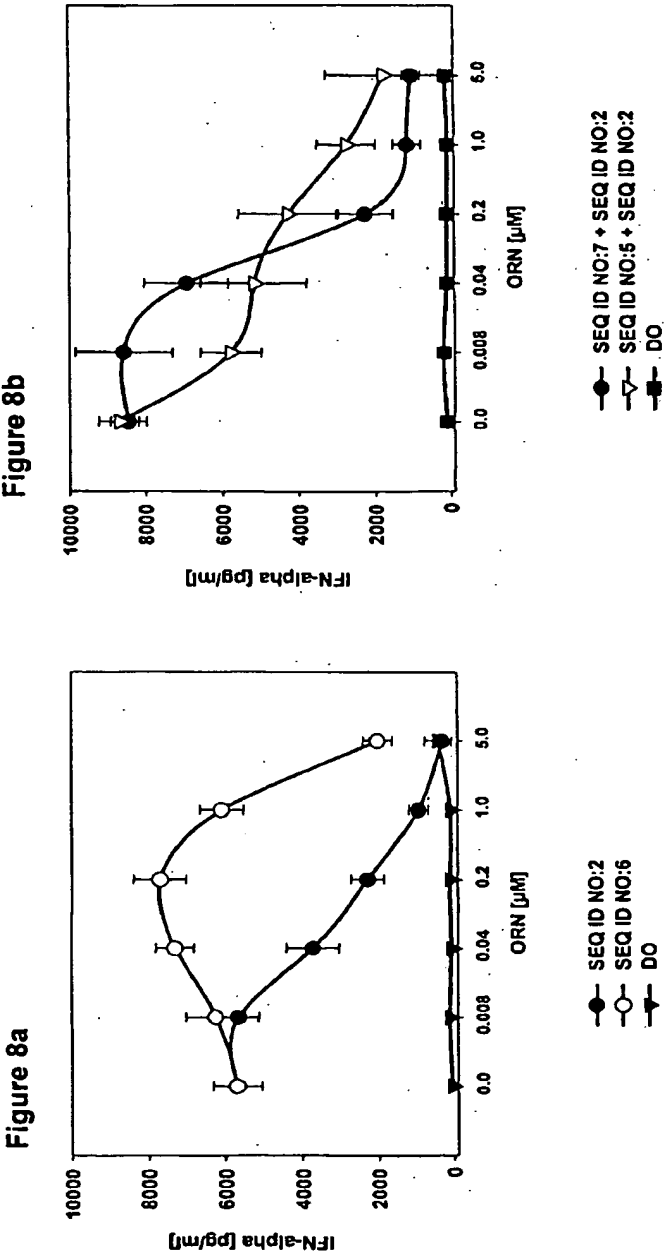 Figure 8a
IFN-alpha [pg/ml]
10000
8000
6000
4000
2000
0
0.0 0.008 0.04 0.2 1.0 5.0
ORN [µM]
SEQ ID NO:2
SEQ ID NO:6
DO
Figure 8b
IFN-alpha [pg/ml]
10000
8000
6000
4000
2000
0
0.0 0.008 0.04 0.2 1.0 5.0
ORN [µM]
SEQ ID NO:7 + SEQ ID NO:2
SEQ ID NO:5 + SEQ ID NO:2
DO